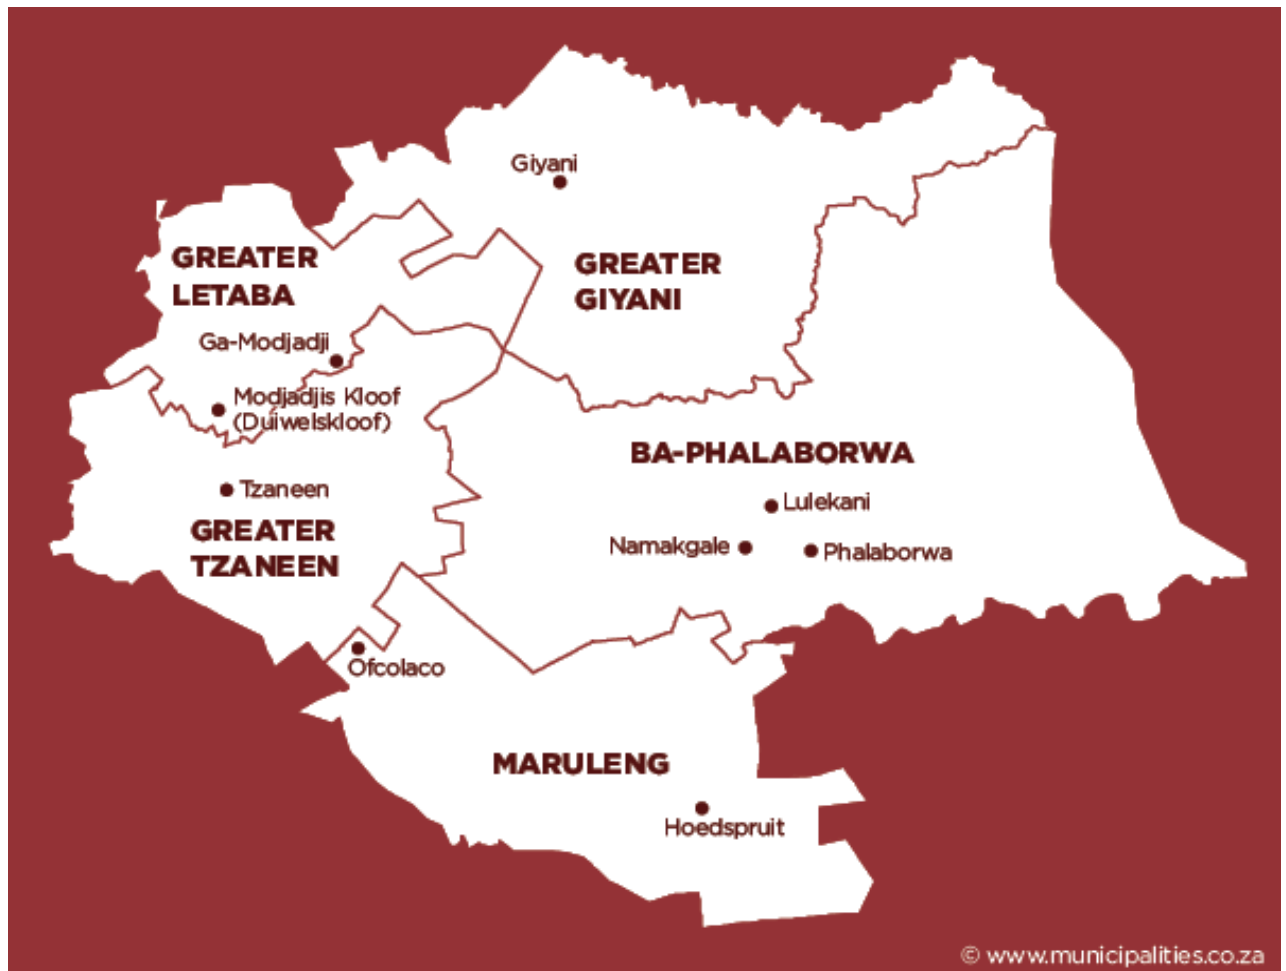 Giyani
GREATER
LETABA
GREATER
GIYANI
Ga-Modjadji
Modjadjis Kloof
(Duiwelskloof)
BA-PHALABORWA
Tzaneen
Lulekani
GREATER
TZANEEN
Namakgale
Phalaborwa
Ofcolaco
MARULENG
Hoedspruit
© www.municipalities.co.za